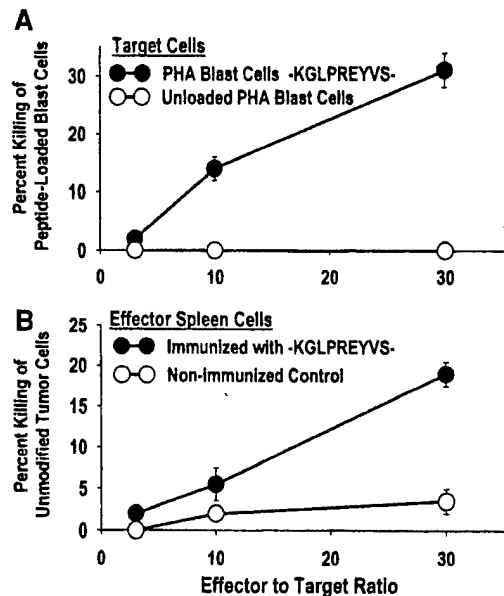 A
Target Cells
PHA Blast Cells -KGLPREYVS-
Unloaded PHA Blast Cells
Percent Killing of
Peptide-Loaded Blast Cells
30
20
10
0
0 10 20 30
B
Effector Spleen Cells
Immunized with -KGLPREYVS-
Non-immunized Control
Percent Killing of
Unmodified Tumor Cells
25
20
15
10
5
0
0 10 20 30
Effector to Target Ratio